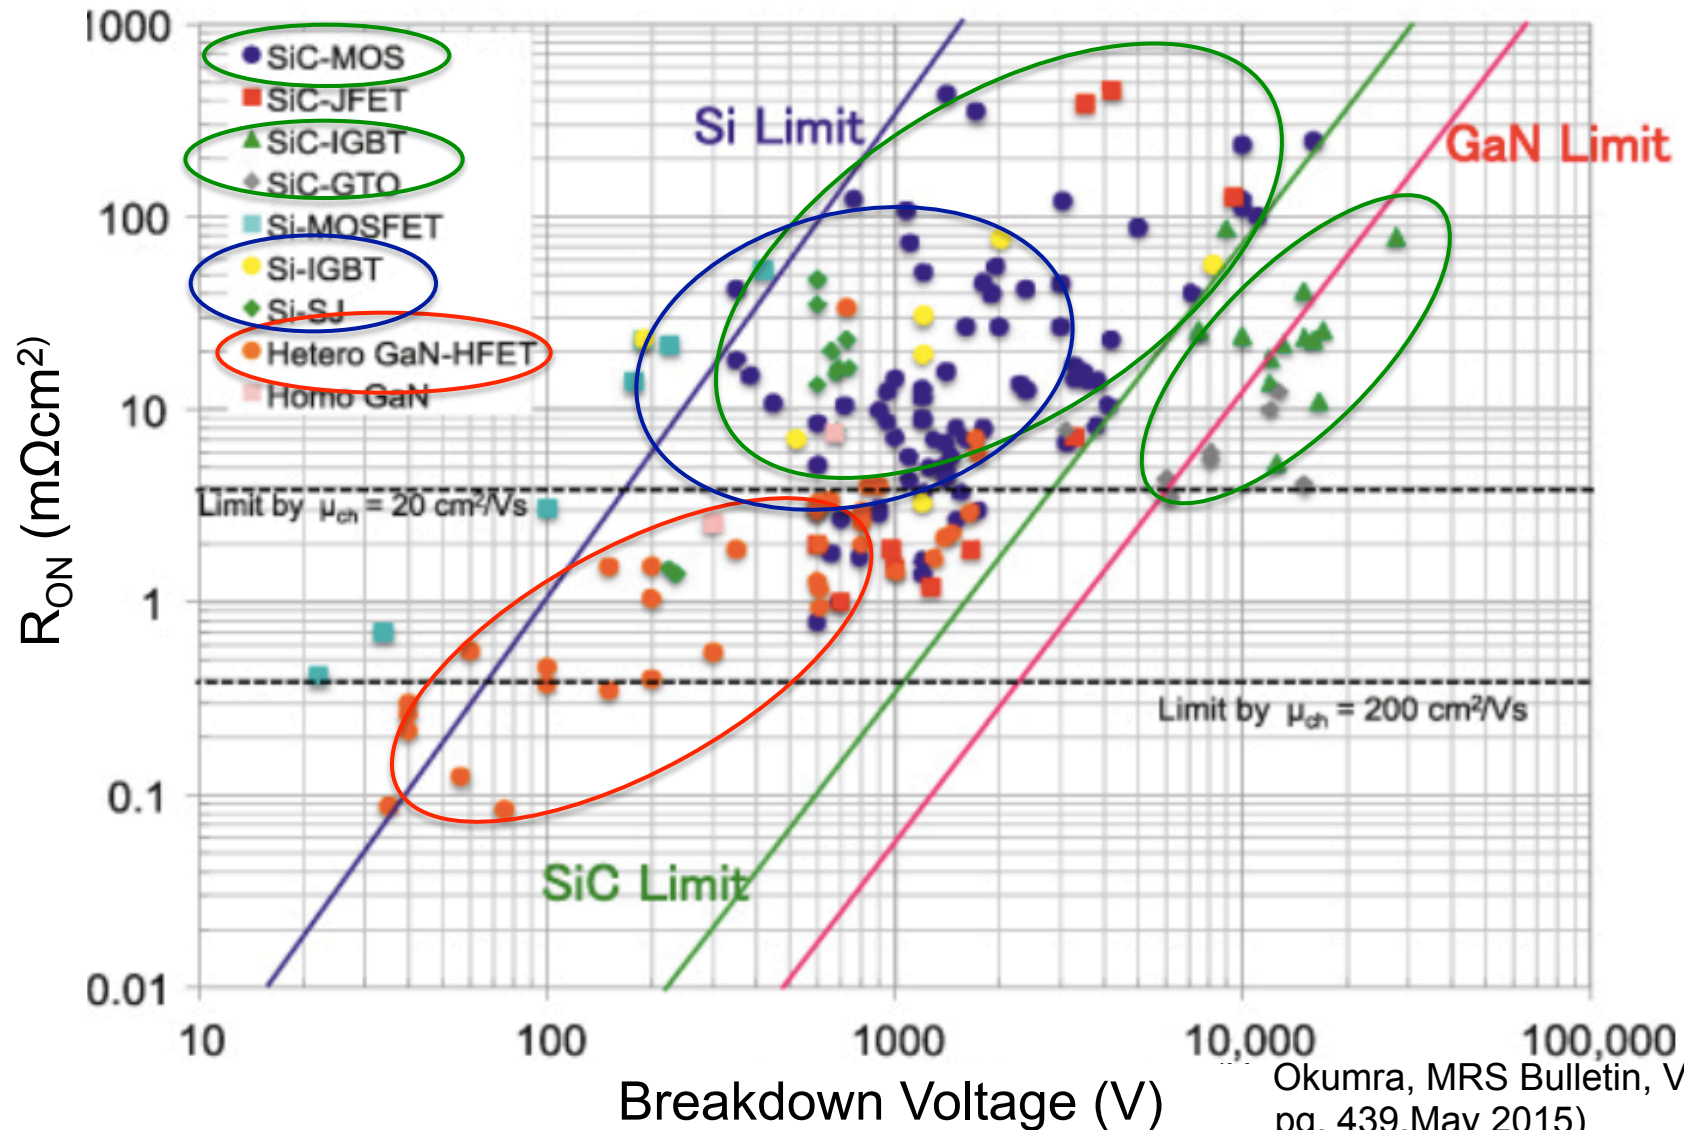 1000
100
10
1
0.1
0.01
SiC-MOS
SiC-JFET
SiC-IGBT
SiC-GTO
Si-MOSFET
Si-IGBT
Si-SJ
Hetero GaN-HFET
Homo GaN
Si Limit
GaN Limit
SiC Limit
Limit by μch = 20 cm²/Vs
Limit by μch = 200 cm²/Vs
RON (mΩcm²)
10
100
1000
10,000
100,000
Breakdown Voltage (V)
Okumra, MRS Bulletin, V
pg. 439,May 2015)